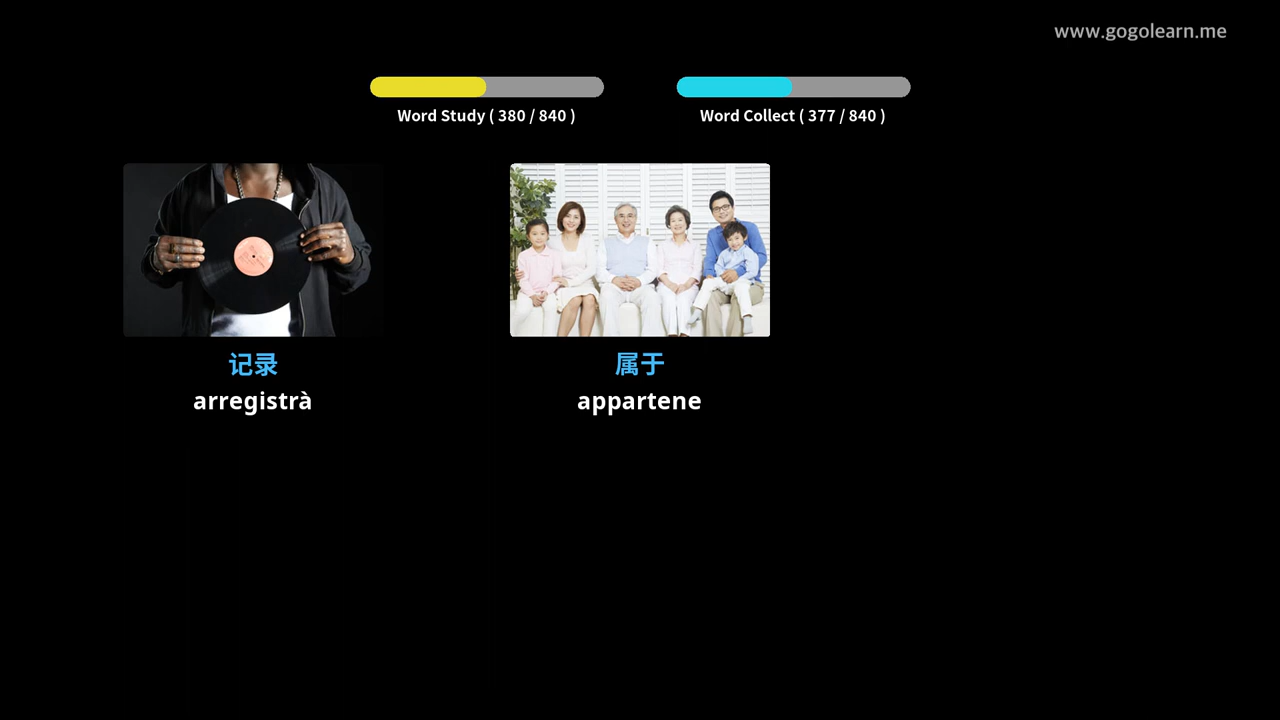 www.gogolearn.me
Word Study ( 380 / 840 )
Word Collect ( 377 / 840 )
记录
arregistrà
属于
appartene